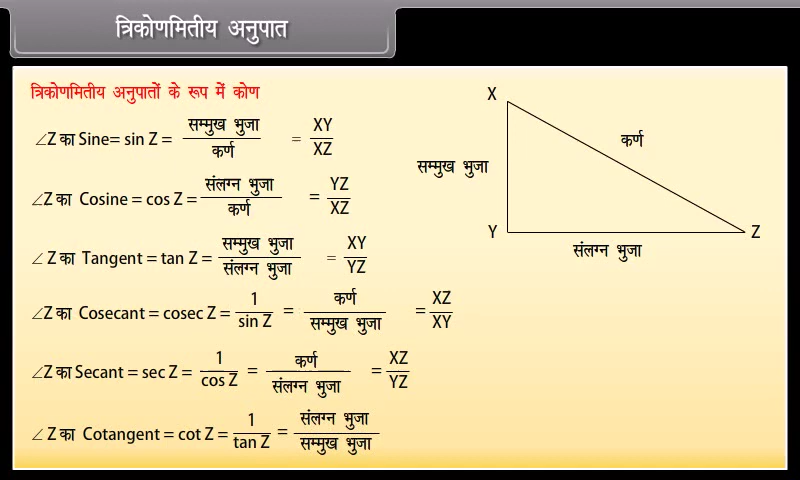 त्रिकोणमितीय अनुपात
त्रिकोणमितीय अनुपातों के रूप में कोण
∠Z का Sine= sin Z = सम्मुख भुजा / कर्ण = XY / XZ
∠Z का Cosine = cos Z = संलग्न भुजा / कर्ण = YZ / XZ
∠ Z का Tangent = tan Z = सम्मुख भुजा / संलग्न भुजा = XY / YZ
∠Z का Cosecant = cosec Z = 1 / sin Z = कर्ण / सम्मुख भुजा = XZ / XY
∠Z का Secant = sec Z = 1 / cos Z = कर्ण / संलग्न भुजा = XZ / YZ
∠ Z का Cotangent = cot Z = 1 / tan Z = संलग्न भुजा / सम्मुख भुजा
X
कर्ण
सम्मुख भुजा
Y
Z
संलग्न भुजा